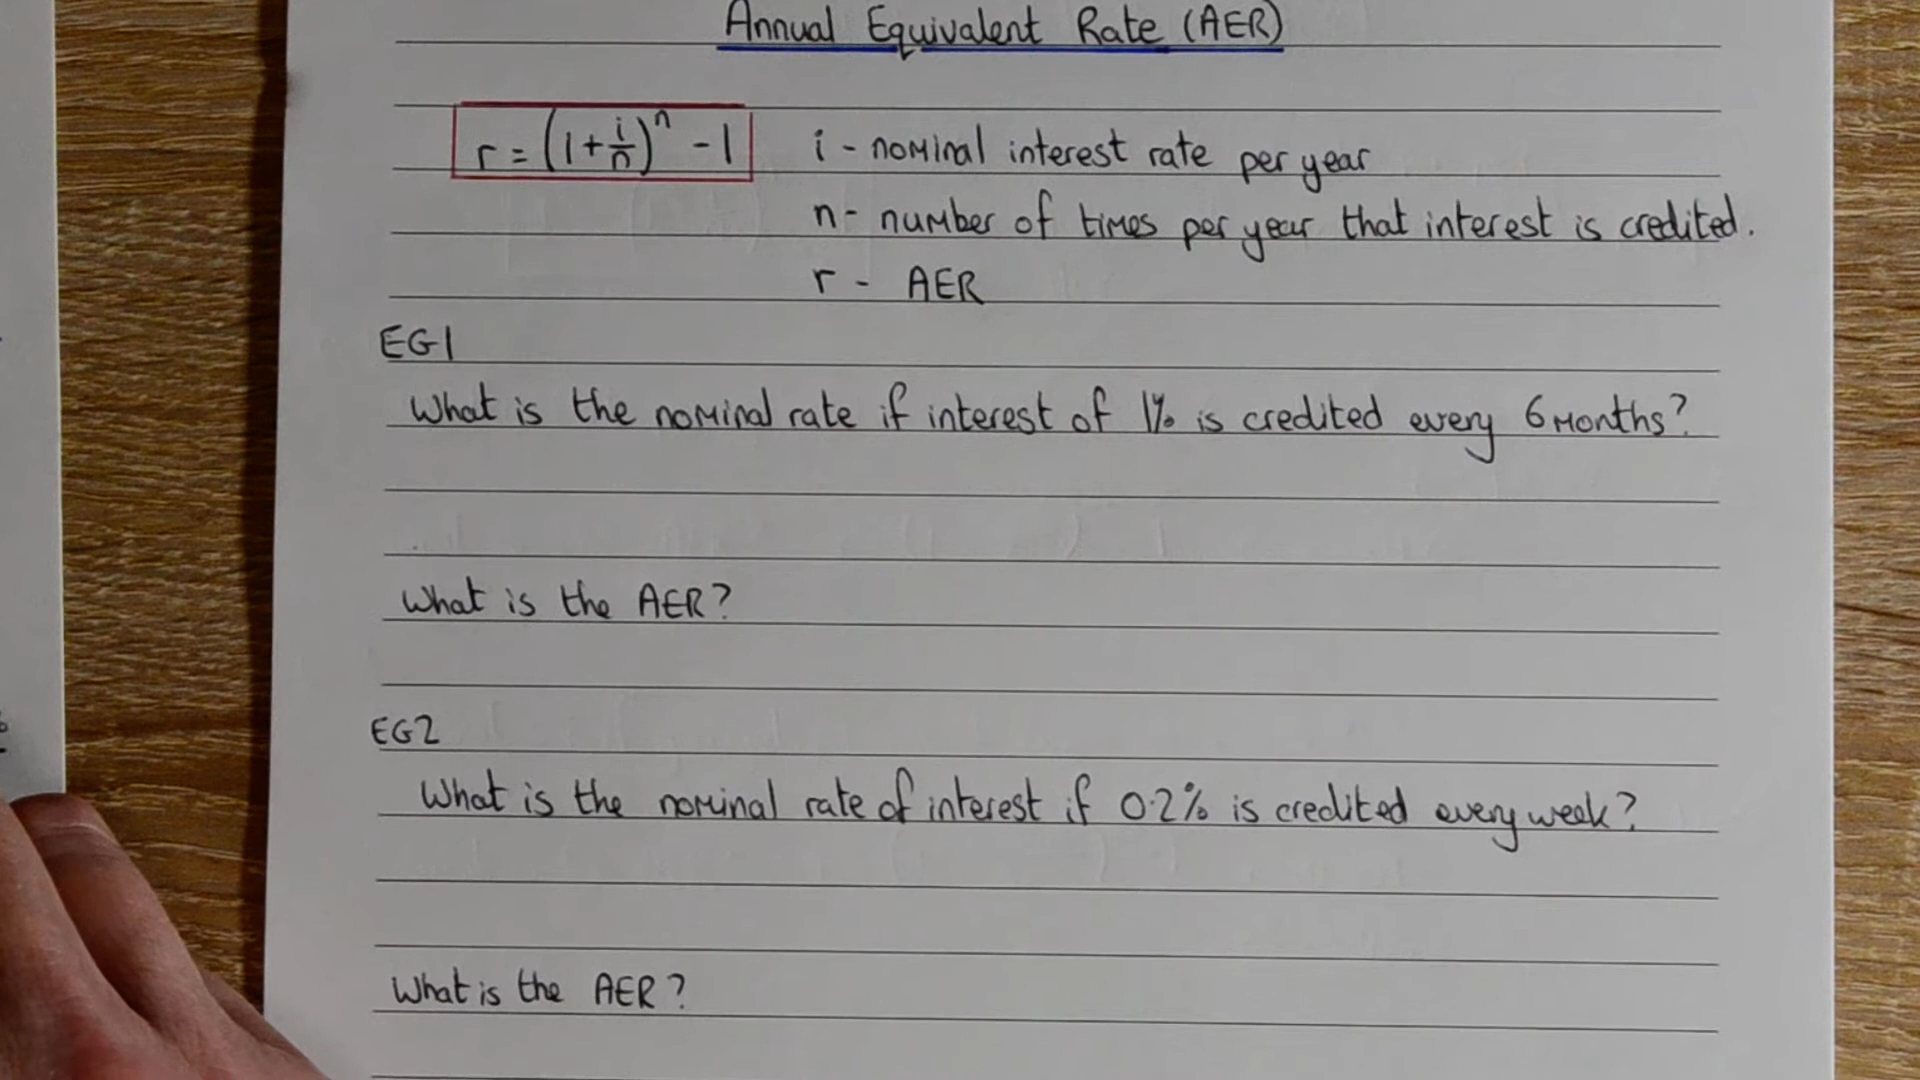 Annual Equivalent Rate (AER)
r = (1 + i/n)^n - 1
i - nominal interest rate per year
n - number of times per year that interest is credited.
r - AER
EG1
What is the nominal rate if interest of 1% is credited every 6 months?
What is the AER?
EG2
What is the nominal rate of interest if 0.2% is credited every week?
What is the AER?